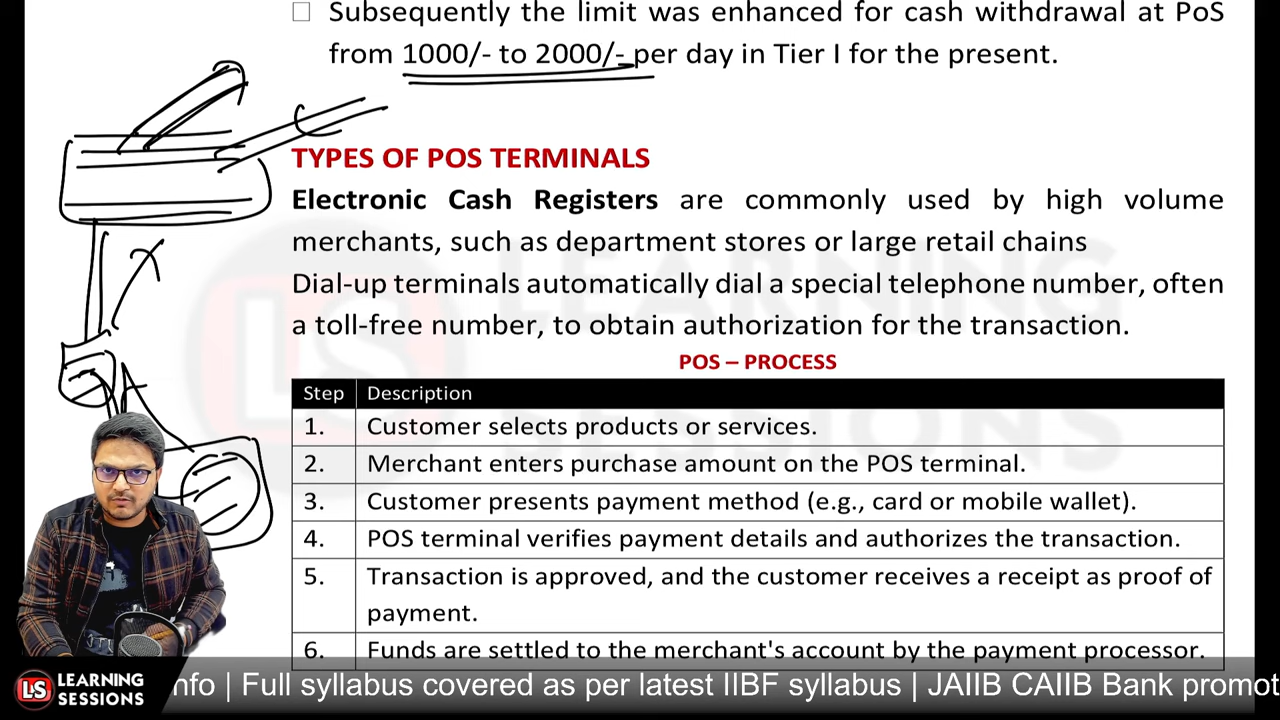 □ Subsequently the limit was enhanced for cash withdrawal at PoS
from 1000/- to 2000/- per day in Tier I for the present.
TYPES OF POS TERMINALS
Electronic Cash Registers are commonly used by high volume
merchants, such as department stores or large retail chains
Dial-up terminals automatically dial a special telephone number, often
a toll-free number, to obtain authorization for the transaction.
POS – PROCESS
Step Description
1. Customer selects products or services.
2. Merchant enters purchase amount on the POS terminal.
3. Customer presents payment method (e.g., card or mobile wallet).
4. POS terminal verifies payment details and authorizes the transaction.
5. Transaction is approved, and the customer receives a receipt as proof of
payment.
6. Funds are settled to the merchant's account by the payment processor.
LS LEARNING
SESSIONS
LS LEARNING
SESSIONS
nfo | Full syllabus covered as per latest IIBF syllabus | JAIIB CAIIB Bank promot